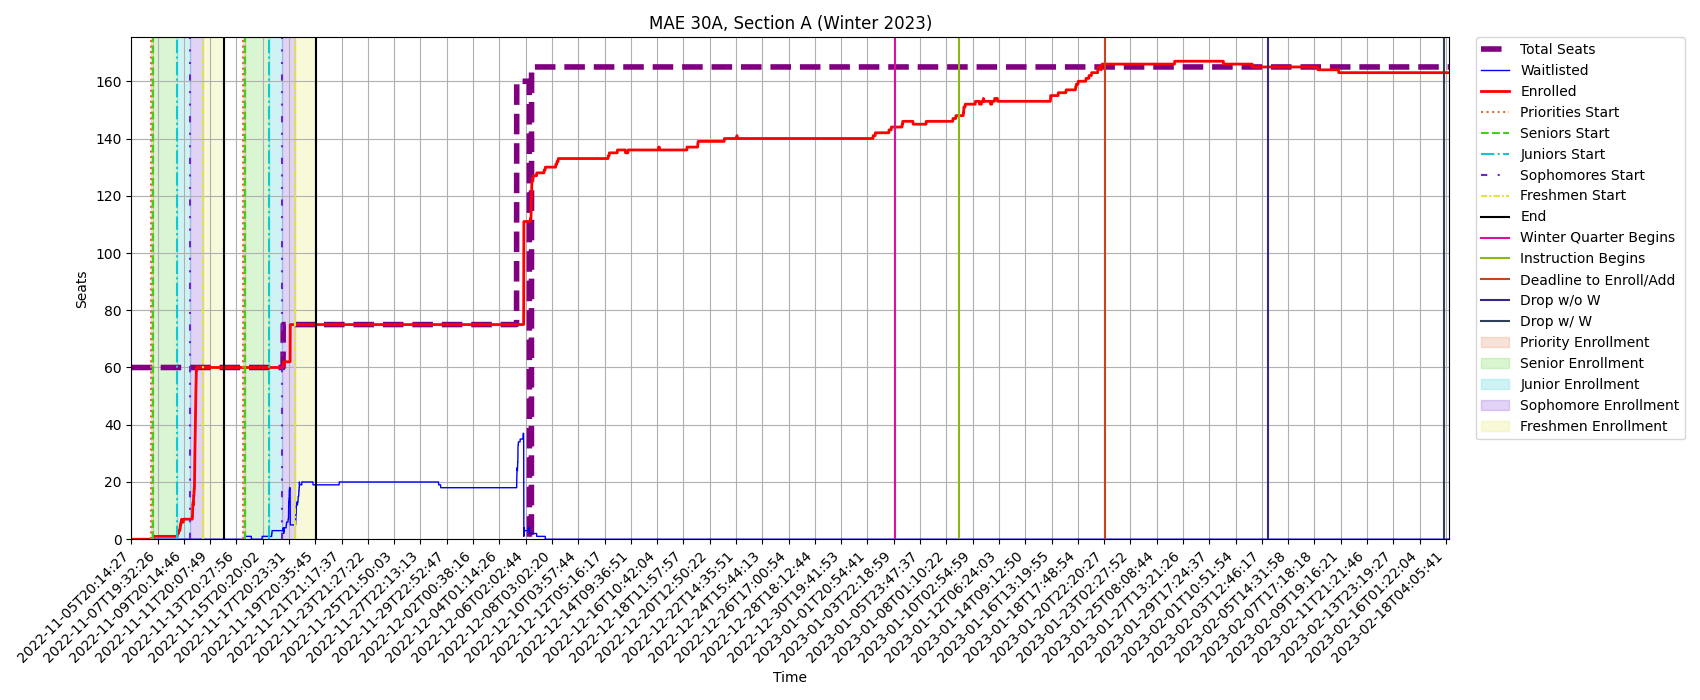 MAE 30A, Section A (Winter 2023)
Seats
160
140
120
100
80
60
40
20
0
2022-11-05T20:14:27
2022-11-07T19:32:26
2022-11-09T20:14:46
2022-11-11T20:07:49
2022-11-13T20:27:56
2022-11-15T20:20:02
2022-11-17T20:23:31
2022-11-19T20:35:45
2022-11-21T21:17:37
2022-11-23T21:27:22
2022-11-25T21:50:03
2022-11-27T22:13:13
2022-11-29T22:52:47
2022-12-02T00:38:16
2022-12-04T01:14:26
2022-12-06T02:02:44
2022-12-08T03:02:20
2022-12-10T03:57:44
2022-12-12T05:16:17
2022-12-14T09:36:51
2022-12-16T10:42:04
2022-12-18T11:57:57
2022-12-20T12:50:22
2022-12-22T14:35:51
2022-12-24T15:44:13
2022-12-26T17:00:54
2022-12-28T18:12:44
2022-12-30T19:41:53
2023-01-01T20:54:41
2023-01-03T22:18:59
2023-01-05T23:47:37
2023-01-08T01:10:22
2023-01-10T02:54:59
2023-01-12T06:24:03
2023-01-14T09:12:50
2023-01-16T13:19:55
2023-01-18T17:48:54
2023-01-20T22:20:27
2023-01-23T02:27:52
2023-01-25T08:08:44
2023-01-27T13:21:26
2023-01-29T17:24:37
2023-02-01T10:51:54
2023-02-03T12:46:17
2023-02-05T14:31:58
2023-02-07T17:18:18
2023-02-09T19:16:21
2023-02-11T21:21:46
2023-02-13T23:19:27
2023-02-16T01:22:04
2023-02-18T04:05:41
Time
Total Seats
Waitlisted
Enrolled
Priorities Start
Seniors Start
Juniors Start
Sophomores Start
Freshmen Start
End
Winter Quarter Begins
Instruction Begins
Deadline to Enroll/Add
Drop w/o W
Drop w/ W
Priority Enrollment
Senior Enrollment
Junior Enrollment
Sophomore Enrollment
Freshmen Enrollment